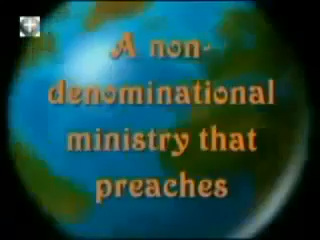 A non-
denominational
ministry that
preaches